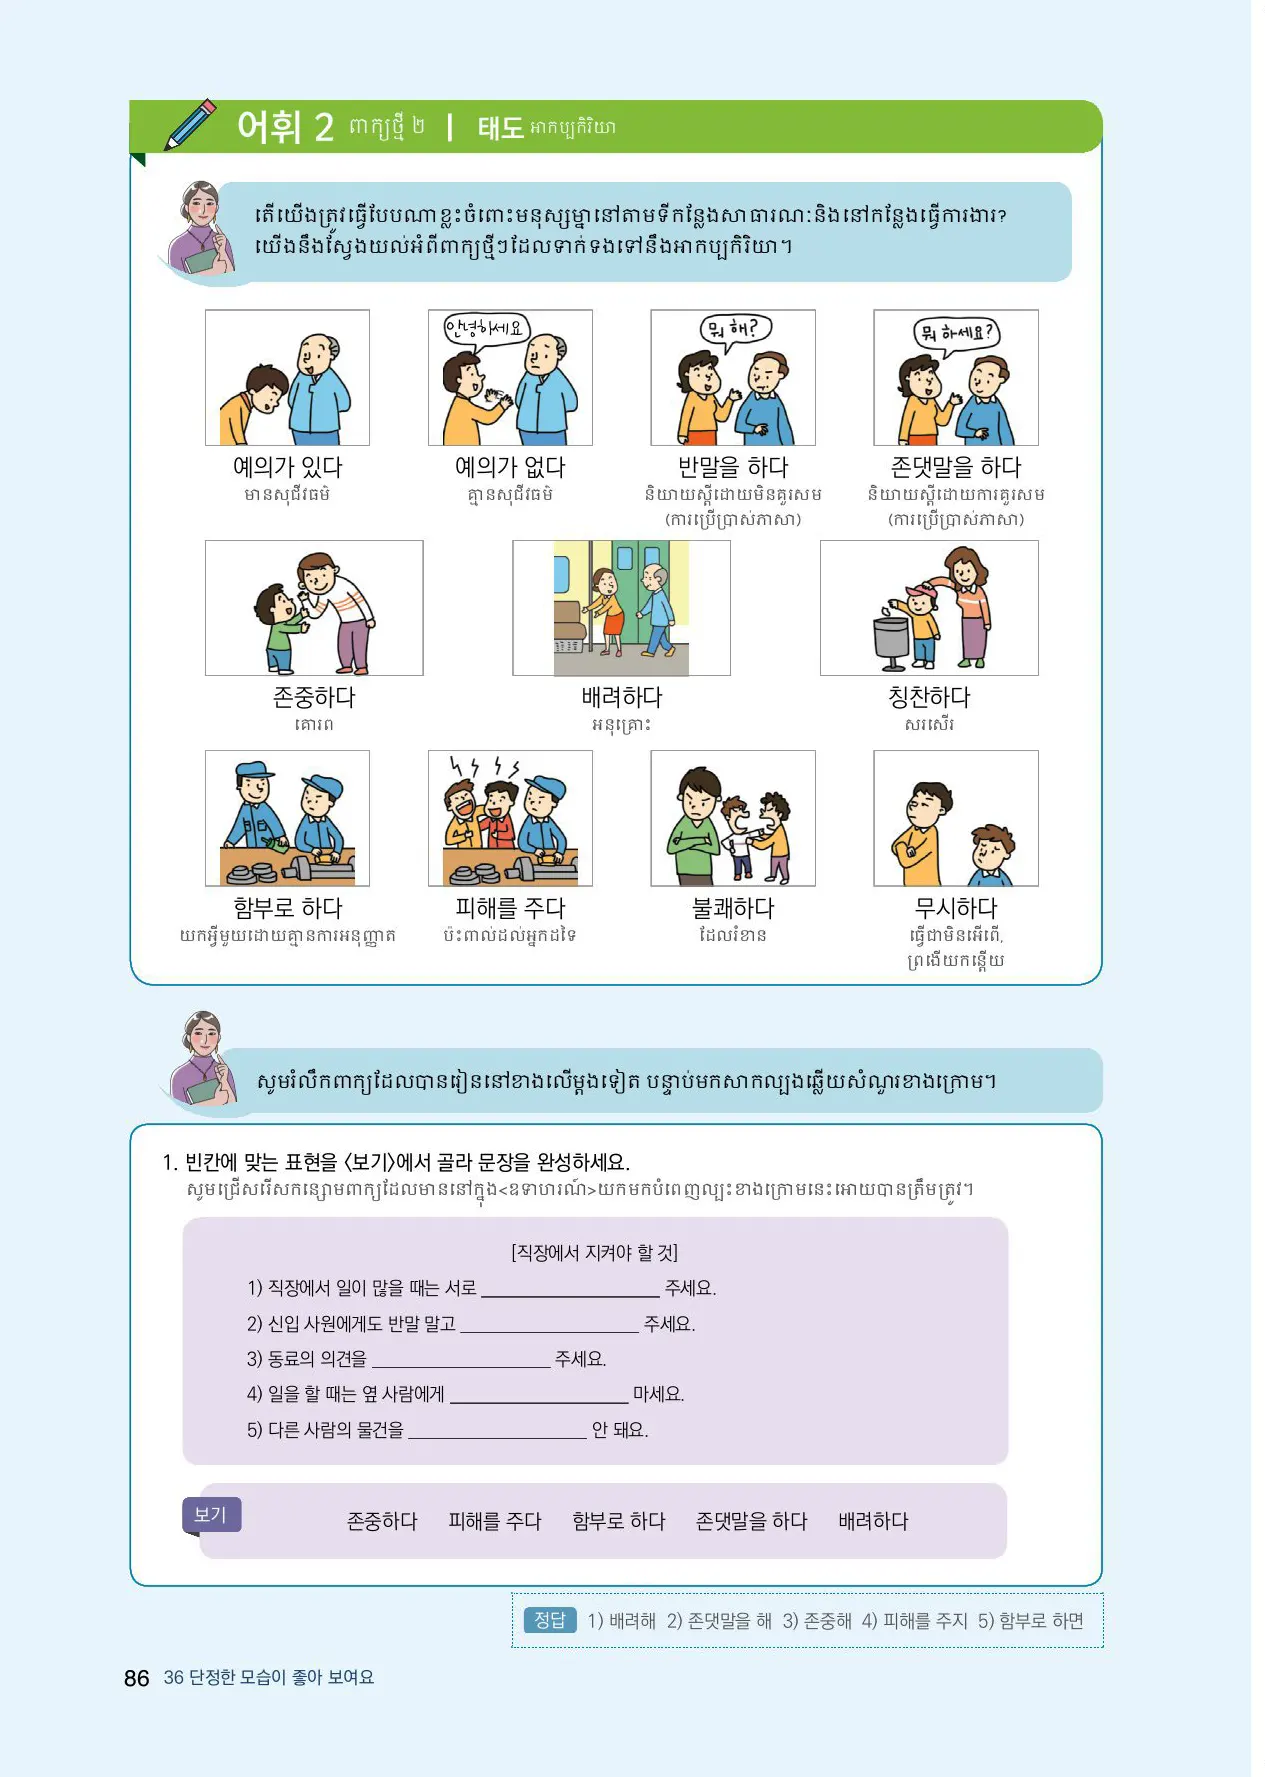 어휘 2 ពាក្យថ្មី ២ | 태도 អាកប្បកិរិយា
តើយើងត្រូវធ្វើបែបណាខ្លះចំពោះមនុស្សម្នានៅតាមទីកន្លែងសាធារណៈនិងនៅកន្លែងធ្វើការងារ?
យើងនឹងស្វែងយល់អំពីពាក្យថ្មីៗដែលទាក់ទងទៅនឹងអាកប្បកិរិយា។
안녕하세요 뭐 해? 뭐 하세요?
예의가 있다 예의가 없다 반말을 하다 존댓말을 하다
មានសុជីវធម៌ គ្មានសុជីវធម៌ និយាយស្ដីដោយមិនគួរសម និយាយស្ដីដោយការគួរសម
(ការប្រើប្រាស់ភាសា) (ការប្រើប្រាស់ភាសា)
존중하다 배려하다 칭찬하다
គោរព អនុគ្រោះ សរសើរ
함부로 하다 피해를 주다 불쾌하다 무시하다
យកអ្វីមួយដោយគ្មានការអនុញ្ញាត ប៉ះពាល់ដល់អ្នកដទៃ ដែលរំខាន ធ្វើជាមិនអើពើ,
ព្រងើយកន្តើយ
សូមរំលឹកពាក្យដែលបានរៀននៅខាងលើម្ដងទៀត បន្ទាប់មកសាកល្បងឆ្លើយសំណួរខាងក្រោម។
1. 빈칸에 맞는 표현을 〈보기〉에서 골라 문장을 완성하세요.
សូមជ្រើសរើសកន្សោមពាក្យដែលមាននៅក្នុង<ឧទាហរណ៍>យកមកបំពេញល្បះខាងក្រោមនេះអោយបានត្រឹមត្រូវ។
[직장에서 지켜야 할 것]
1) 직장에서 일이 많을 때는 서로 ____________ 주세요.
2) 신입 사원에게도 반말 말고 ____________ 주세요.
3) 동료의 의견을 ____________ 주세요.
4) 일을 할 때는 옆 사람에게 ____________ 마세요.
5) 다른 사람의 물건을 ____________ 안 돼요.
보기 존중하다 피해를 주다 함부로 하다 존댓말을 하다 배려하다
정답 1) 배려해 2) 존댓말을 해 3) 존중해 4) 피해를 주지 5) 함부로 하면
86 36 단정한 모습이 좋아 보여요